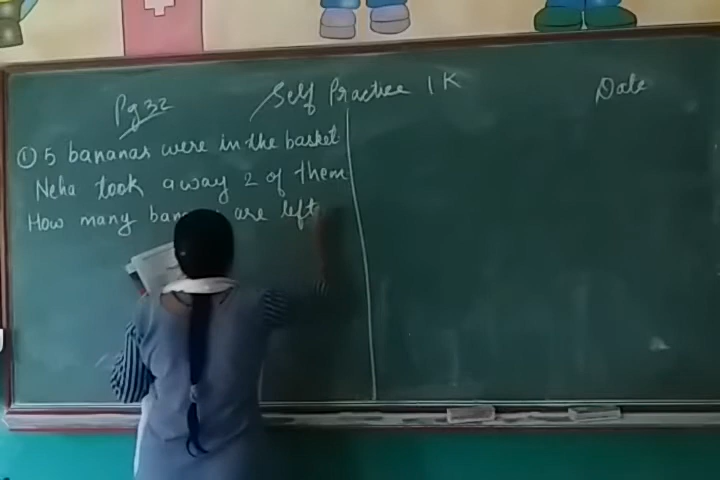 Pg 32
Self Practice 1K
Date
① 5 bananas were in the basket
Neha took away 2 of them
How many are left